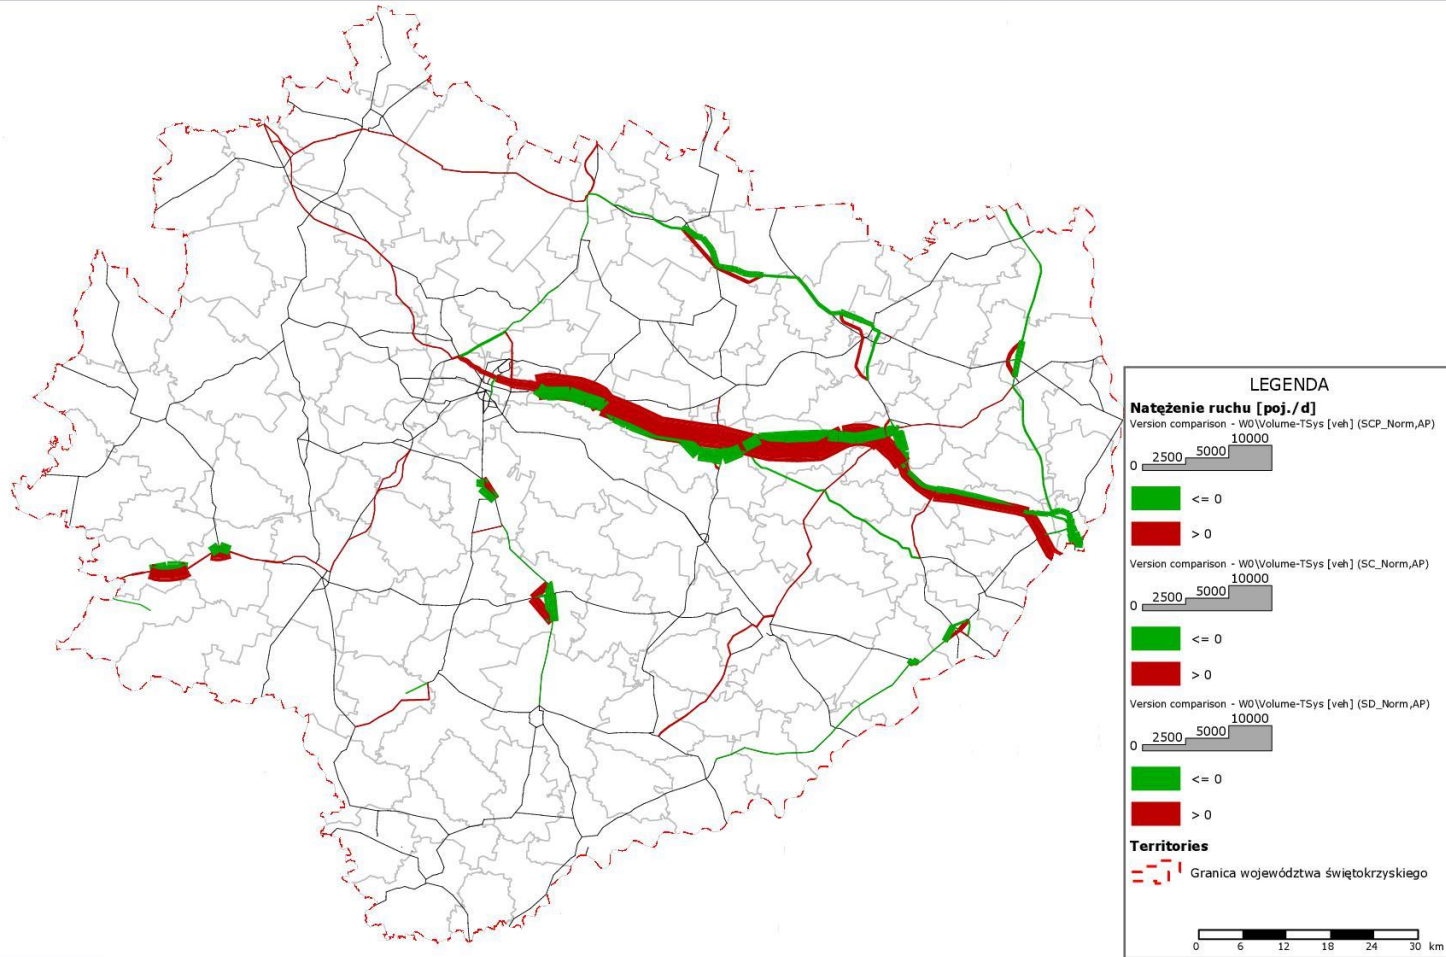 LEGENDA
Natężenie ruchu [poj./d]
Version comparison - W0\Volume-TSys [veh] (SCP_Norm,AP)
0 2500 5000 10000
<= 0
> 0
Version comparison - W0\Volume-TSys [veh] (SC_Norm,AP)
0 2500 5000 10000
<= 0
> 0
Version comparison - W0\Volume-TSys [veh] (SD_Norm,AP)
0 2500 5000 10000
<= 0
> 0
Territories
Granica województwa świętokrzyskiego
0 6 12 18 24 30 km